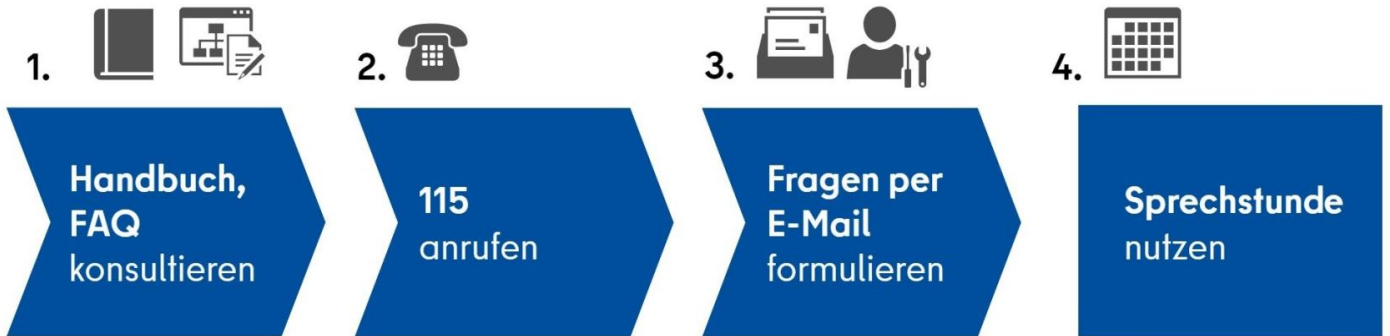 1.
Handbuch,
FAQ
konsultieren
2.
115
anrufen
3.
Fragen per
E-Mail
formulieren
4.
Sprechstunde
nutzen